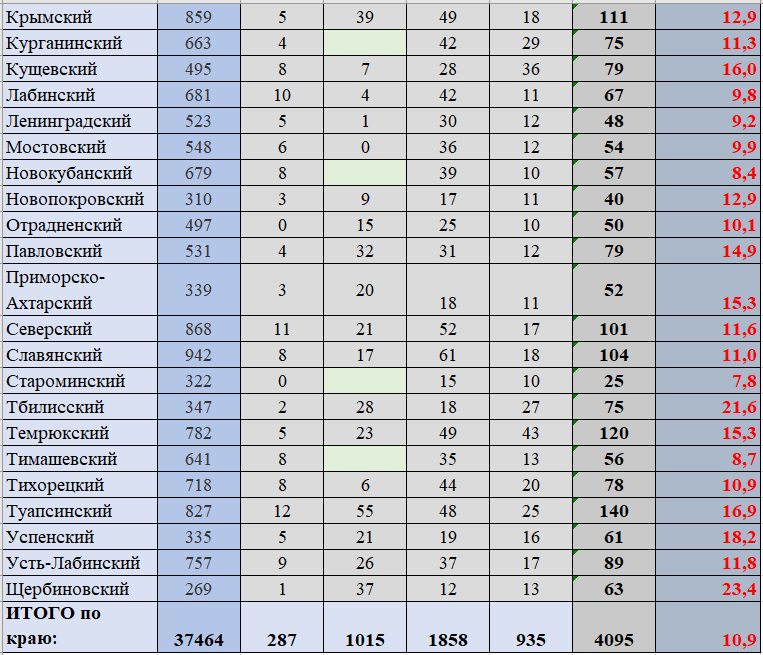 Крымский 859 5 39 49 18 111 12,9
Курганинский 663 4 42 29 75 11,3
Кущевский 495 8 7 28 36 79 16,0
Лабинский 681 10 4 42 11 67 9,8
Ленинградский 523 5 1 30 12 48 9,2
Мостовский 548 6 0 36 12 54 9,9
Новокубанский 679 8 39 10 57 8,4
Новопокровский 310 3 9 17 11 40 12,9
Отрадненский 497 0 15 25 10 50 10,1
Павловский 531 4 32 31 12 79 14,9
Приморско-
Ахтарский 339 3 20 18 11 52 15,3
Северский 868 11 21 52 17 101 11,6
Славянский 942 8 17 61 18 104 11,0
Староминский 322 0 15 10 25 7,8
Тбилисский 347 2 28 18 27 75 21,6
Темрюкский 782 5 23 49 43 120 15,3
Тимашевский 641 8 35 13 56 8,7
Тихорецкий 718 8 6 44 20 78 10,9
Туапсинский 827 12 55 48 25 140 16,9
Успенский 335 5 21 19 16 61 18,2
Усть-Лабинский 757 9 26 37 17 89 11,8
Щербиновский 269 1 37 12 13 63 23,4
ИТОГО по
краю: 37464 287 1015 1858 935 4095 10,9